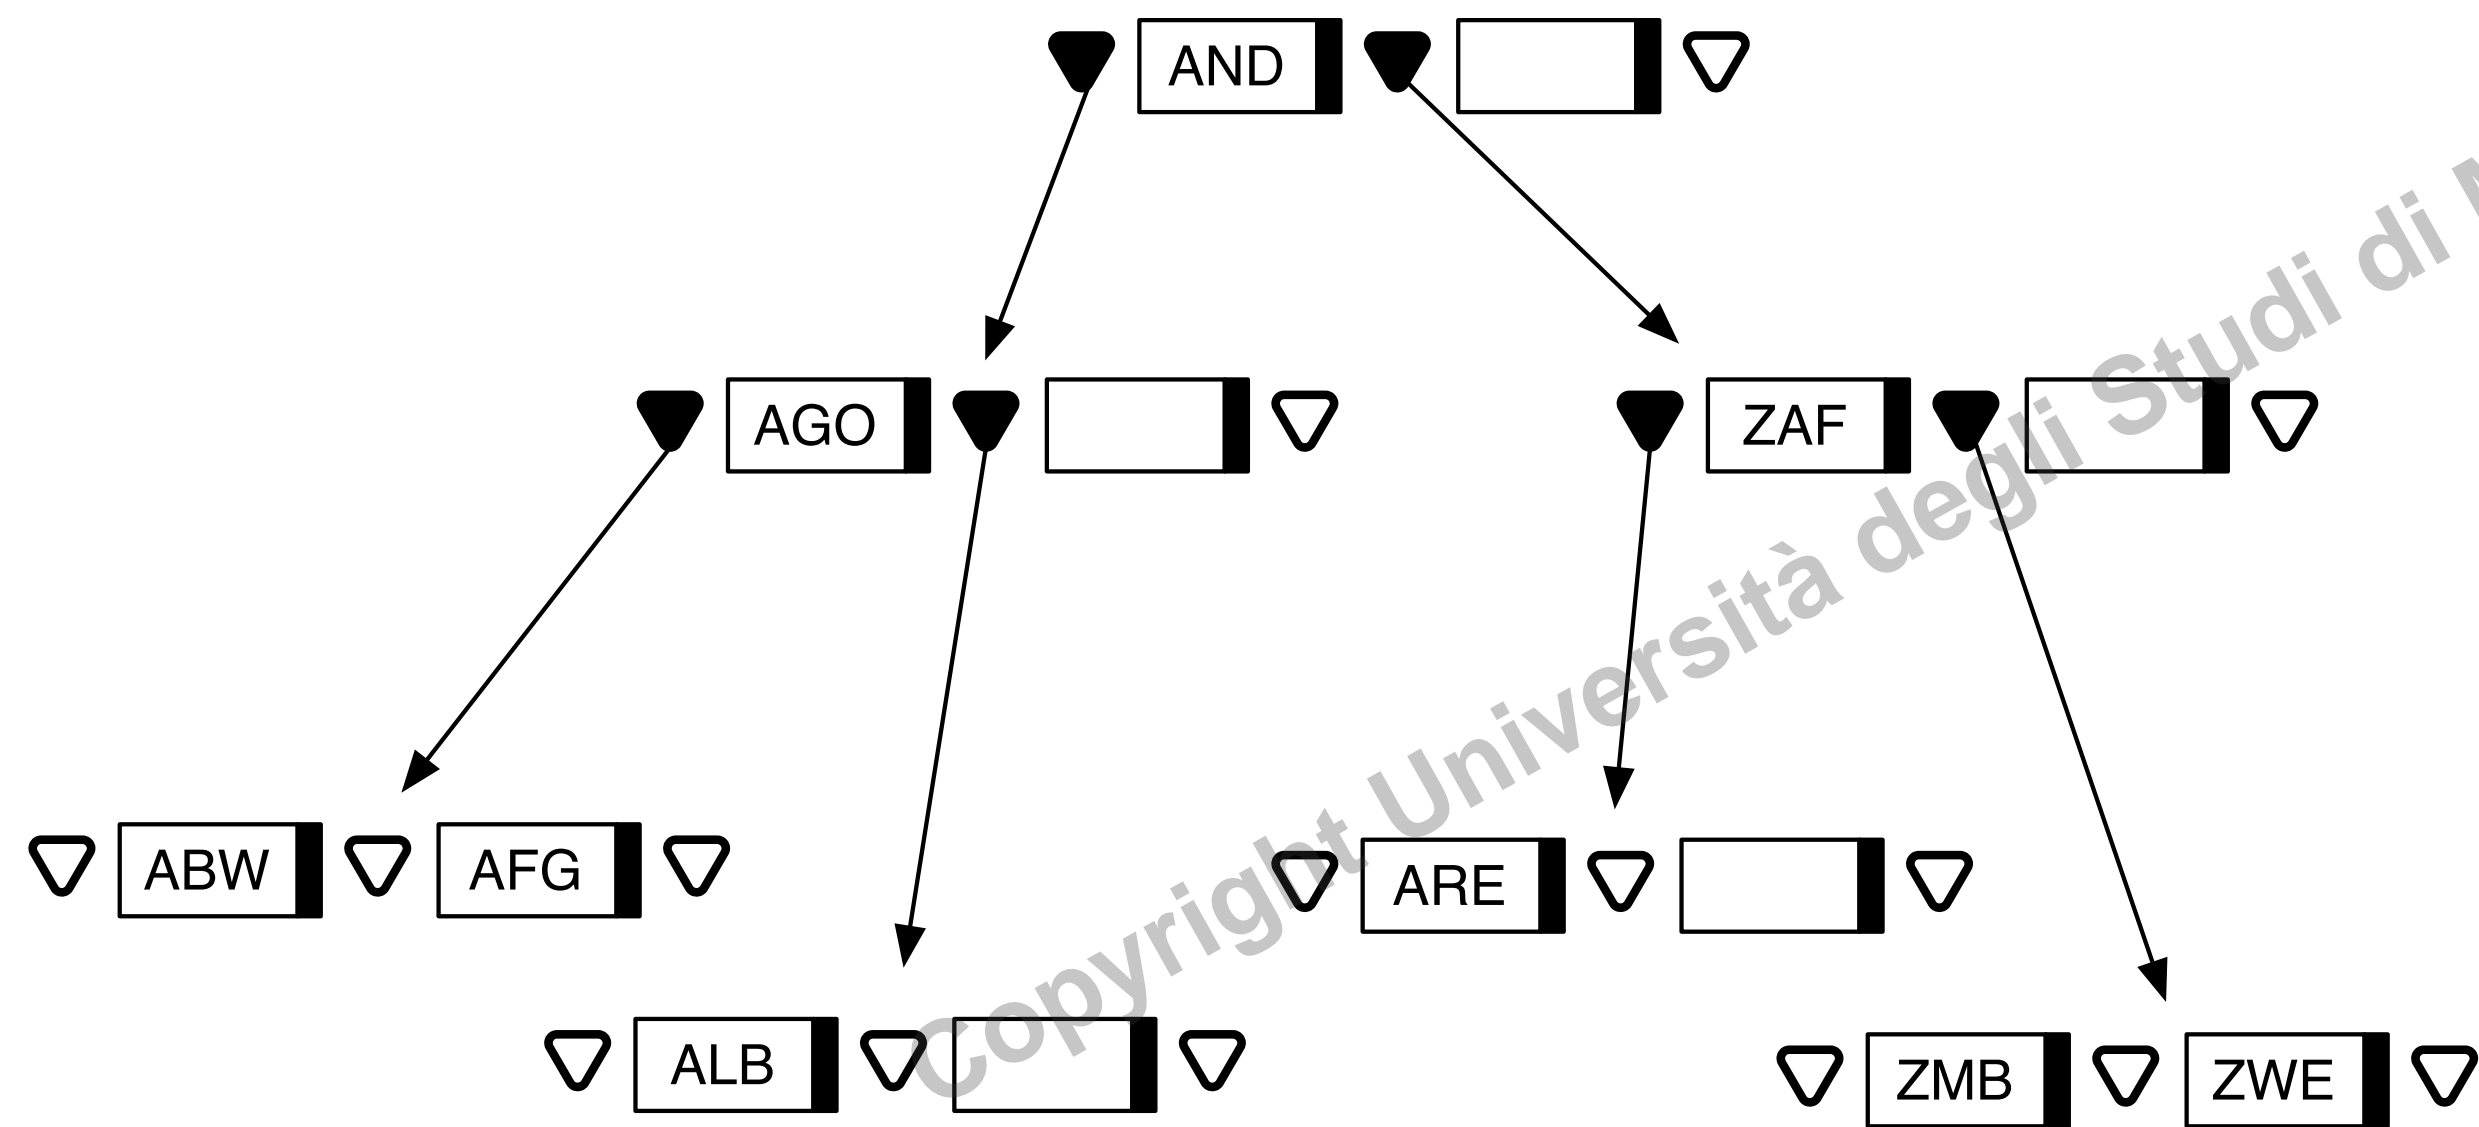 AND
AGO
ZAF
ABW
AFG
ARE
ALB
ZMB
ZWE
Copyright Università degli Studi di